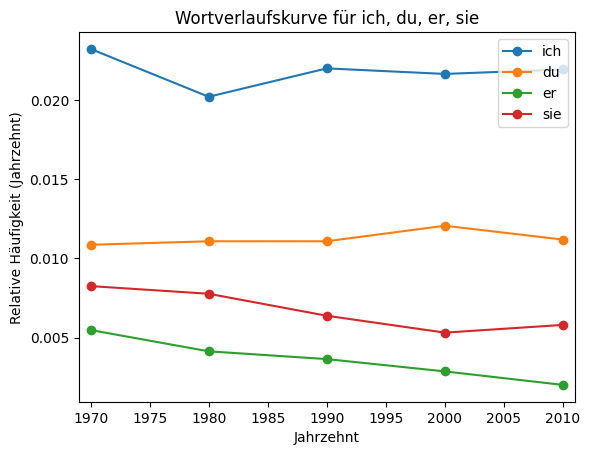 Wortverlaufskurve für ich, du, er, sie
ich
du
er
sie
Relative Häufigkeit (Jahrzehnt)
0.020
0.015
0.010
0.005
1970 1975 1980 1985 1990 1995 2000 2005 2010
Jahrzehnt